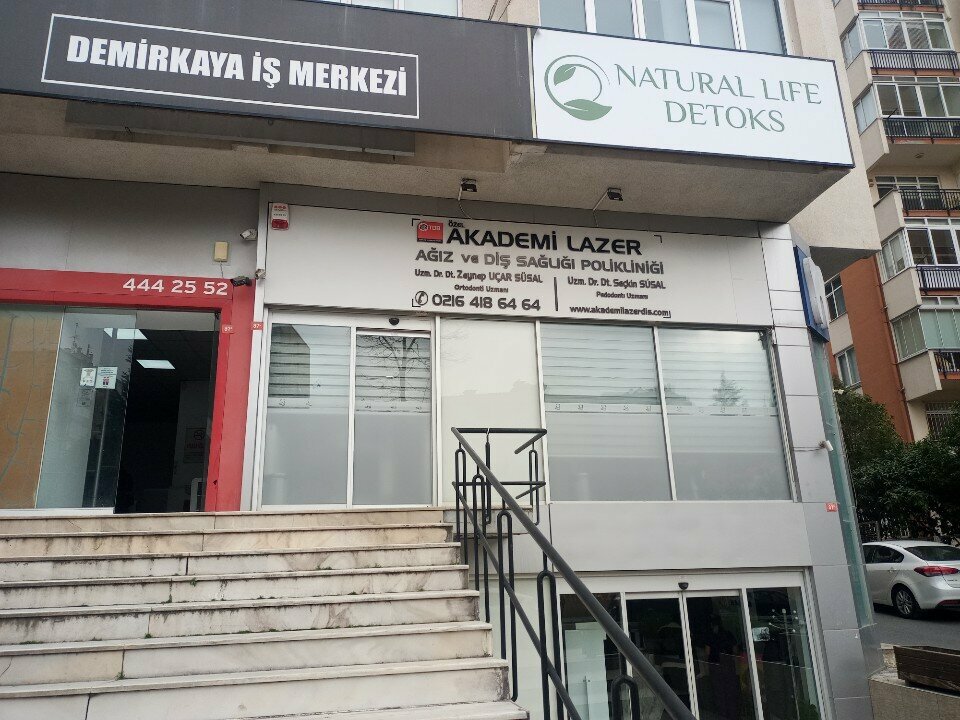 DEMİRKAYA İŞ MERKEZİ
NATURAL LIFE
DETOKS
ÖZEL
AKADEMİ LAZER
AĞIZ ve DİŞ SAĞLIĞI POLİKLİNİĞİ
Uzm. Dr. Dt. Zeynep UÇAR SÜSAL
Ortodonti Uzmanı
Uzm. Dr. Dt. Seçkin SÜSAL
Pedodonti Uzmanı
0216 418 64 64
www.akademilazerdis.com
444 25 52